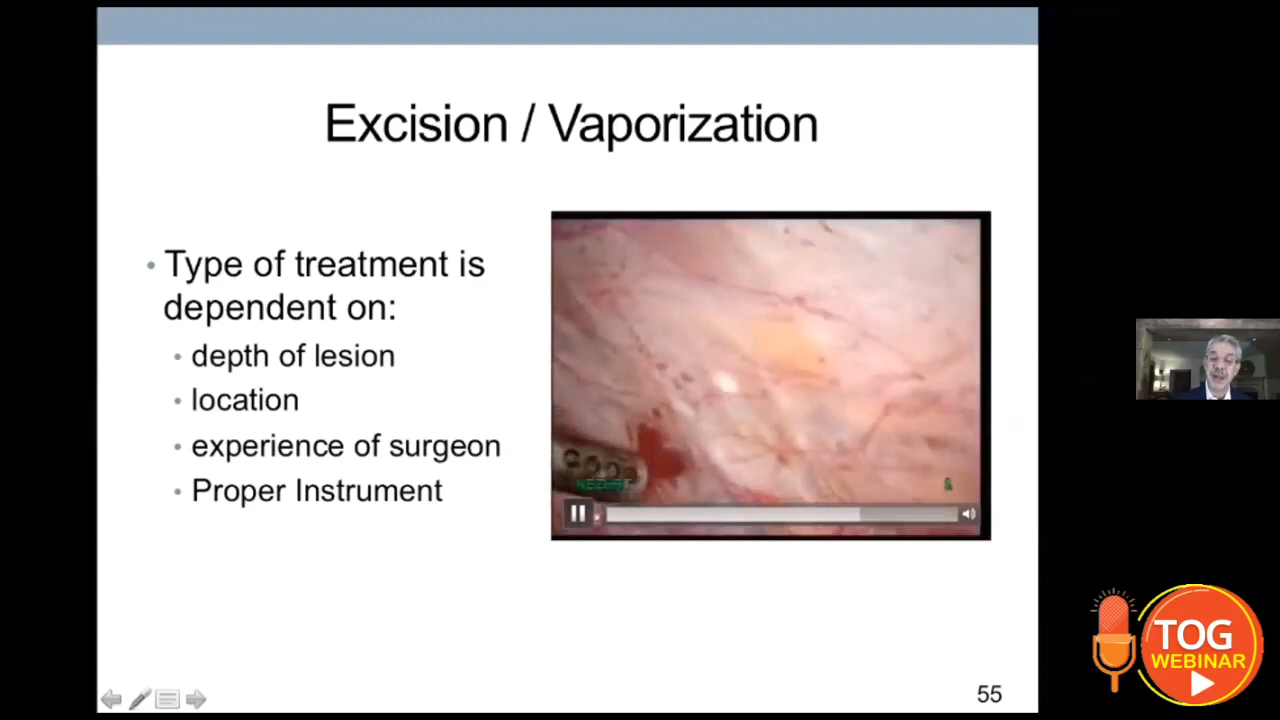 Excision / Vaporization
• Type of treatment is
dependent on:
• depth of lesion
• location
• experience of surgeon
• Proper Instrument
55
TOG
WEBINAR